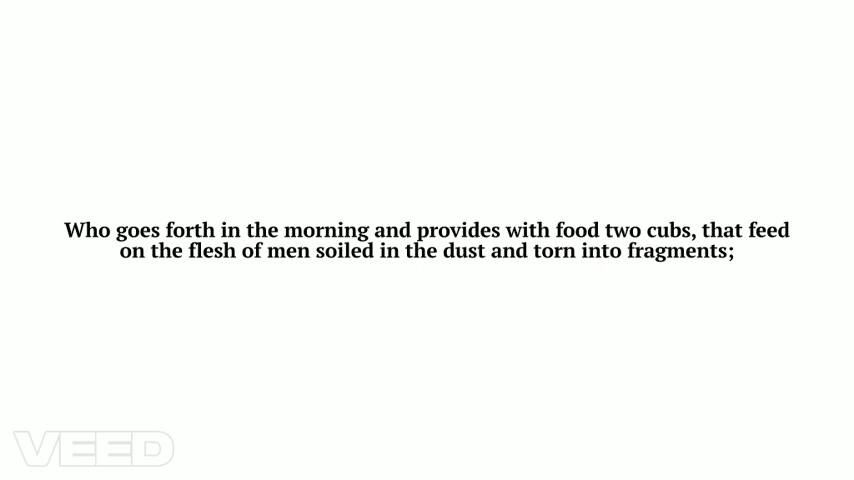 Who goes forth in the morning and provides with food two cubs, that feed
on the flesh of men soiled in the dust and torn into fragments;
VEED